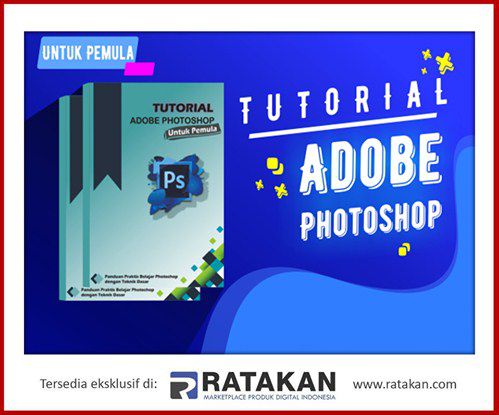 UNTUK PEMULA
TUTORIAL
ADOBE PHOTOSHOP
Untuk Pemula
Ps
Panduan Praktis Belajar Photoshop
dengan Teknik Dasar
Panduan Praktis Belajar Photoshop
dengan Teknik Dasar
TUTORIAL
ADOBE
PHOTOSHOP
Tersedia eksklusif di:
RATAKAN
MARKETPLACE PRODUK DIGITAL INDONESIA
www.ratakan.com